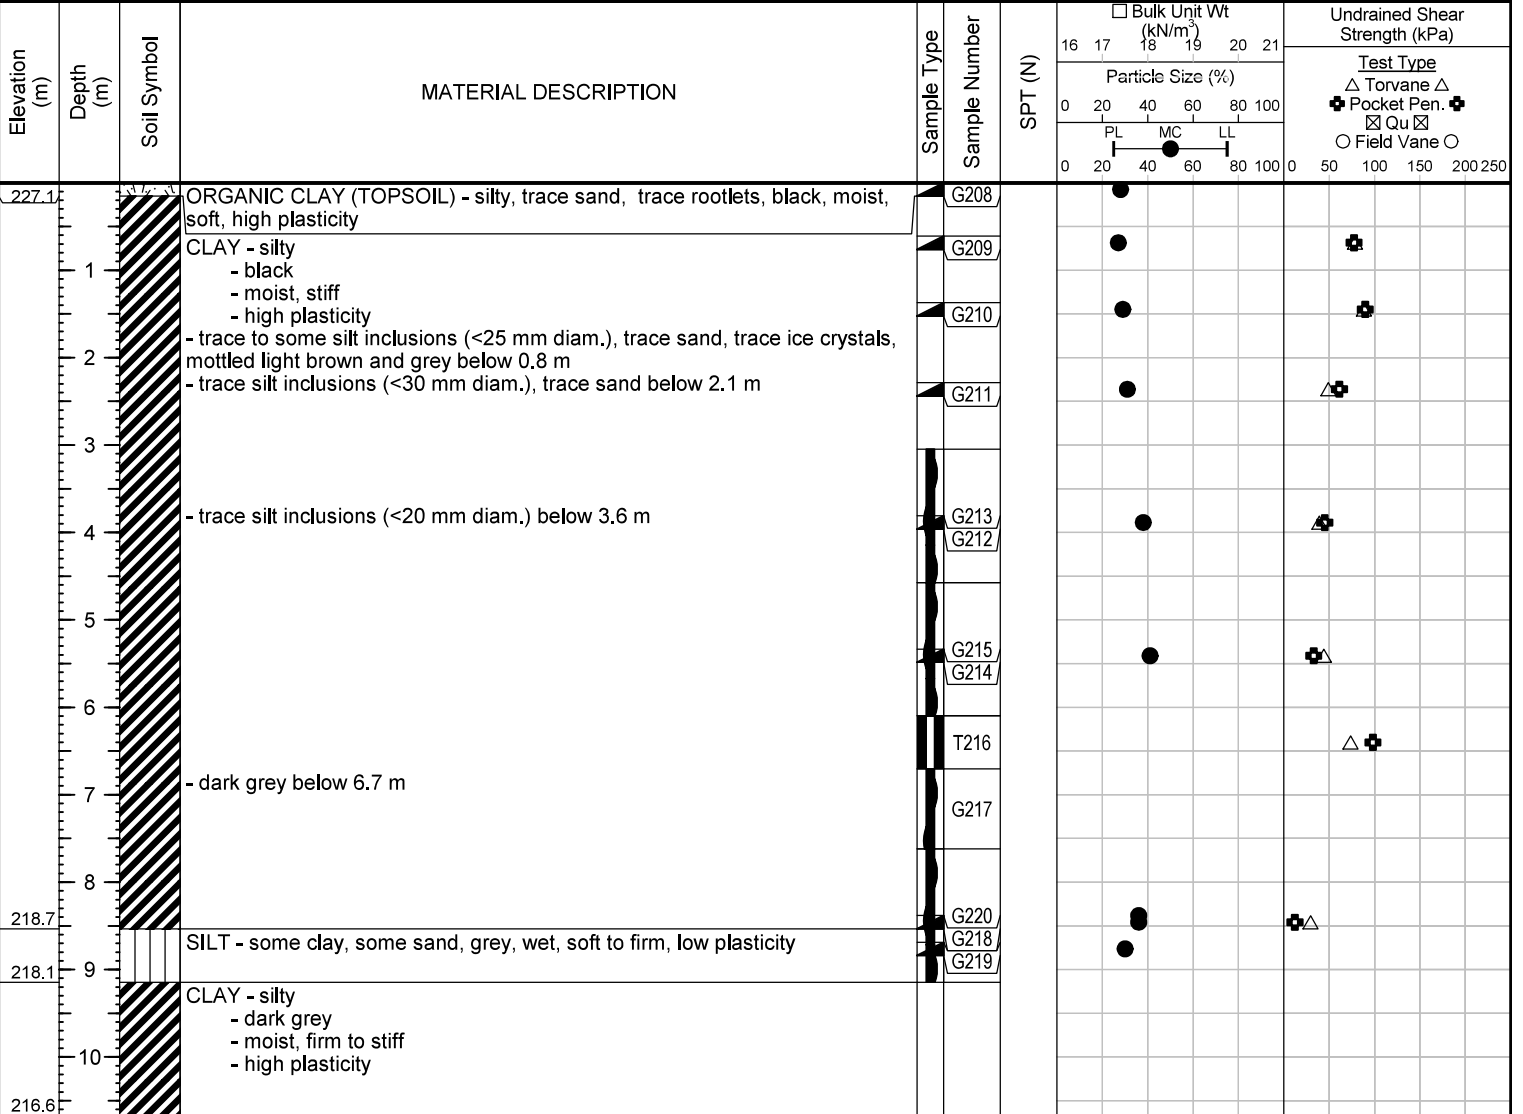 Elevation
(m)
Depth
(m)
Soil Symbol
MATERIAL DESCRIPTION
Sample Type
Sample Number
SPT (N)
Bulk Unit Wt
(kN/m³)
16 17 18 19 20 21
Particle Size (%)
0 20 40 60 80 100
PL MC LL
0 20 40 60 80 100
Undrained Shear
Strength (kPa)
Test Type
Torvane
Pocket Pen.
Qu
Field Vane
0 50 100 150 200 250
227.1
ORGANIC CLAY (TOPSOIL) - silty, trace sand, trace rootlets, black, moist,
soft, high plasticity
G208
CLAY - silty
G209
- black
1
- moist, stiff
- high plasticity
G210
- trace to some silt inclusions (<25 mm diam.), trace sand, trace ice crystals,
mottled light brown and grey below 0.8 m
2
- trace silt inclusions (<30 mm diam.), trace sand below 2.1 m
G211
3
- trace silt inclusions (<20 mm diam.) below 3.6 m
G213
4
G212
5
G215
G214
6
T216
- dark grey below 6.7 m
7
G217
8
218.7
G220
SILT - some clay, some sand, grey, wet, soft to firm, low plasticity
G218
G219
218.1
9
CLAY - silty
- dark grey
- moist, firm to stiff
10
- high plasticity
216.6